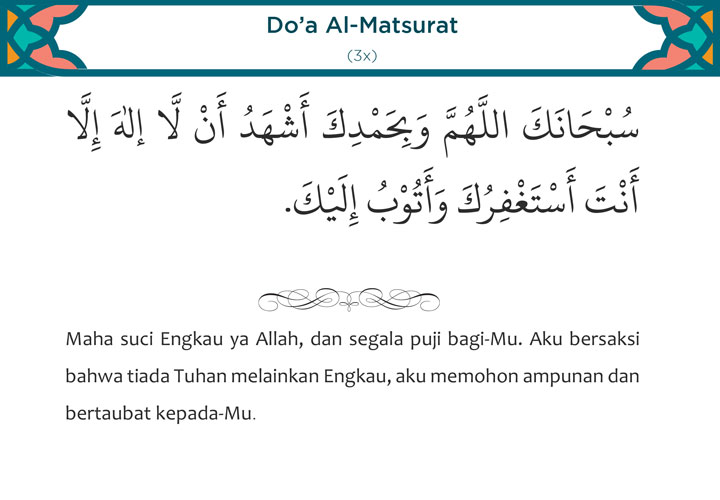 Do’a Al-Matsurat
(3x)
سُبْحَانَكَ اللَّهُمَّ وَبِحَمْدِكَ أَشْهَدُ أَنْ لَّا إِلٰهَ إِلَّا
أَنْتَ أَسْتَغْفِرُكَ وَأَتُوْبُ إِلَيْكَ.
Maha suci Engkau ya Allah, dan segala puji bagi-Mu. Aku bersaksi
bahwa tiada Tuhan melainkan Engkau, aku memohon ampunan dan
bertaubat kepada-Mu.